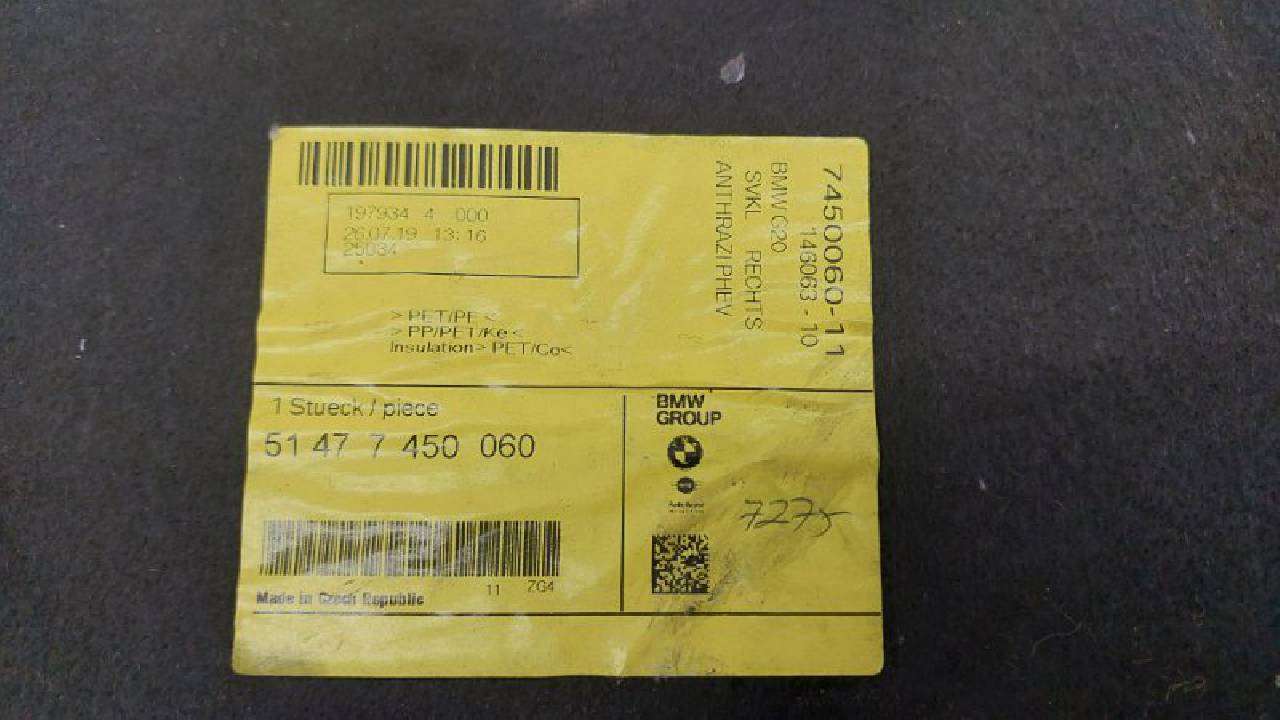 197934 4 000
26.07.19 13:16
25034
> PET/PE <
> PP/PET/Ke <
Insulation> PET/Co<
7450060-11
146063 - 10
BMW G20
SVKL RECHTS
ANTHRAZI PHEV
1 Stueck / piece
51 47 7 450 060
11 ZG4
Made in Czech Republic
BMW
GROUP
7275